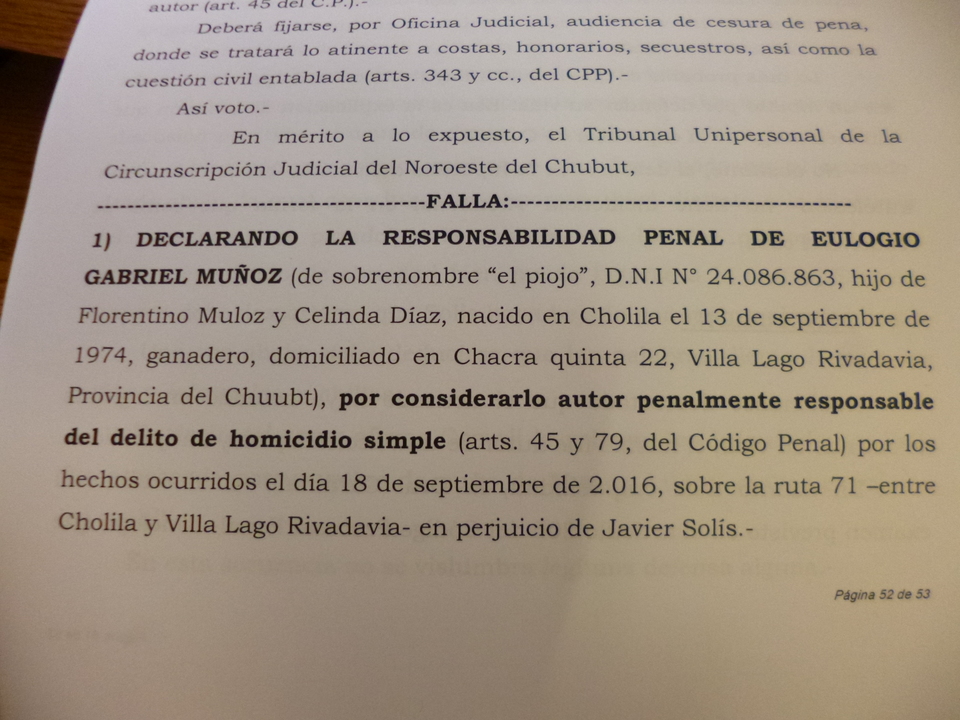 autor (art. 45 del C.P.).-
Deberá fijarse, por Oficina Judicial, audiencia de cesura de pena,
donde se tratará lo atinente a costas, honorarios, secuestros, así como la
cuestión civil entablada (arts. 343 y cc., del CPP).-
Así voto.-
En mérito a lo expuesto, el Tribunal Unipersonal de la
Circunscripción Judicial del Noroeste del Chubut,
----------------------------------------FALLA:------------------------------------------
1) DECLARANDO LA RESPONSABILIDAD PENAL DE EULOGIO
GABRIEL MUÑOZ (de sobrenombre “el piojo”, D.N.I N° 24.086.863, hijo de
Florentino Muloz y Celinda Díaz, nacido en Cholila el 13 de septiembre de
1974, ganadero, domiciliado en Chacra quinta 22, Villa Lago Rivadavia,
Provincia del Chuubt), por considerarlo autor penalmente responsable
del delito de homicidio simple (arts. 45 y 79, del Código Penal) por los
hechos ocurridos el día 18 de septiembre de 2.016, sobre la ruta 71 –entre
Cholila y Villa Lago Rivadavia- en perjuicio de Javier Solís.-
Página 52 de 53